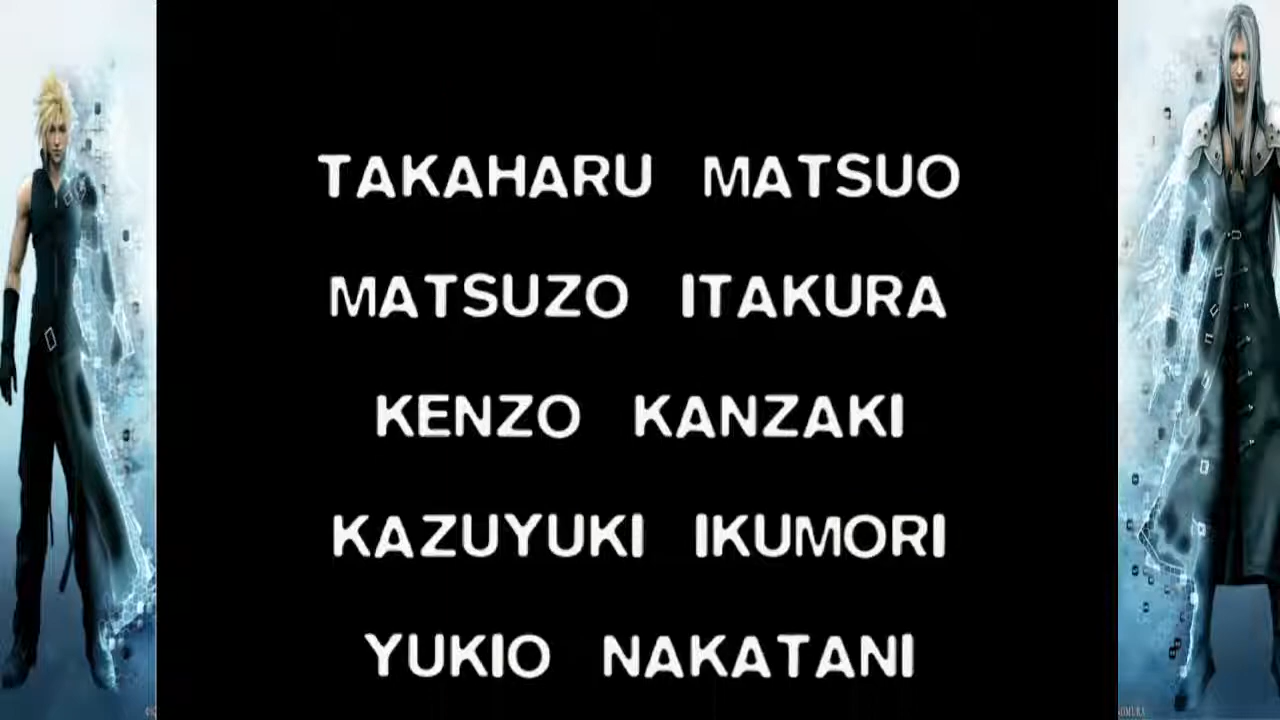 TAKAHARU MATSUO
MATSUZO ITAKURA
KENZO KANZAKI
KAZUYUKI IKUMORI
YUKIO NAKATANI